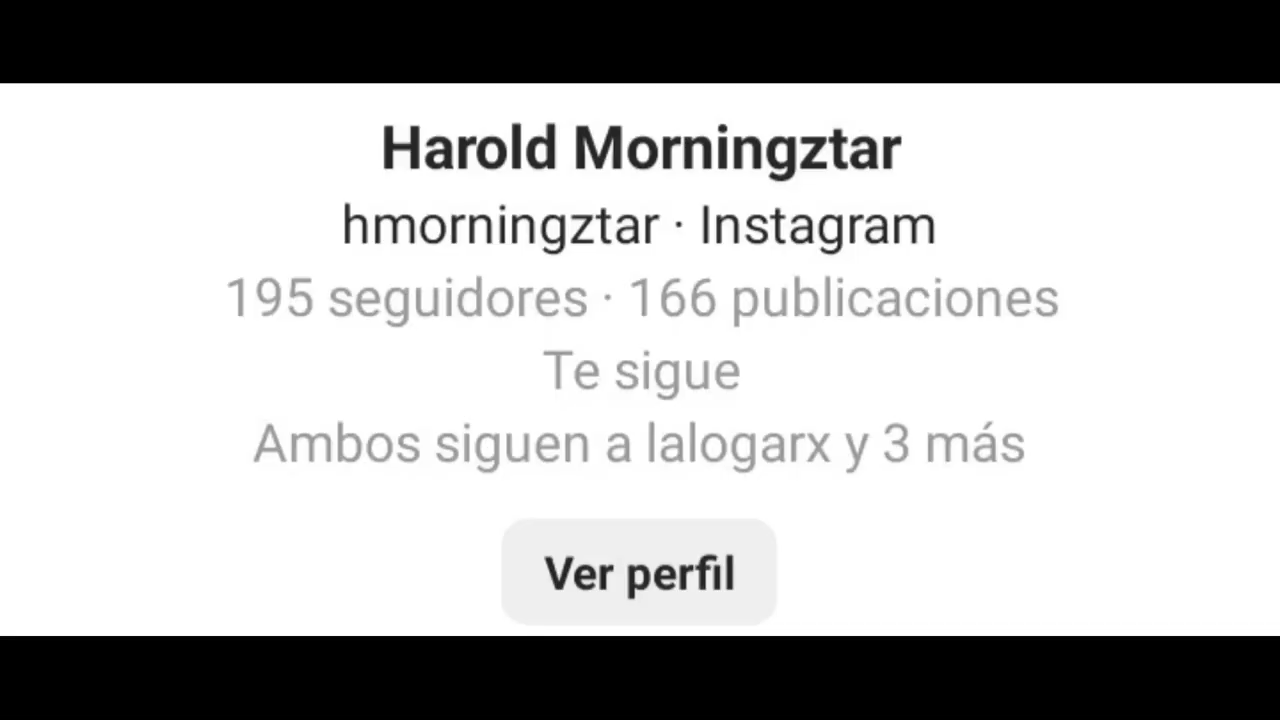 Harold Morningztar
hmorningztar · Instagram
195 seguidores · 166 publicaciones
Te sigue
Ambos siguen a lalogarx y 3 más
Ver perfil